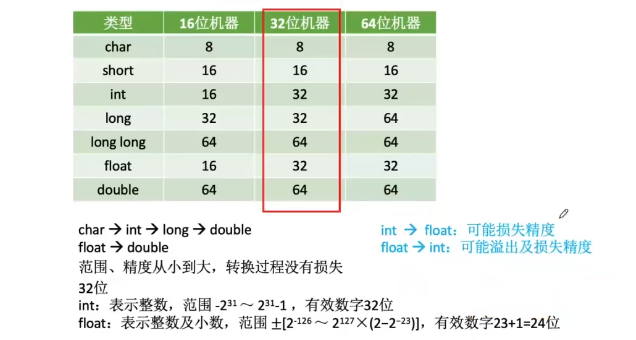 类型 16位机器 32位机器 64位机器
char 8 8 8
short 16 16 16
int 16 32 32
long 32 32 64
long long 64 64 64
float 16 32 32
double 64 64 64
char → int → long → double
float → double
范围、精度从小到大，转换过程没有损失
32位
int：表示整数，范围 -2³¹ ~ 2³¹-1 ，有效数字32位
float：表示整数及小数，范围 ±[2⁻¹²⁶ ~ 2¹²⁷×(2−2⁻²³)]，有效数字23+1=24位
int → float：可能损失精度
float → int：可能溢出及损失精度